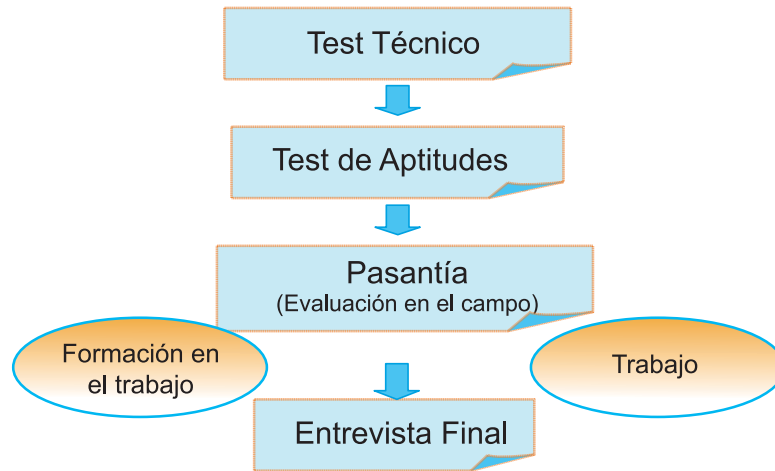 Test Técnico
Test de Aptitudes
Pasantía
(Evaluación en el campo)
Formación en
el trabajo
Trabajo
Entrevista Final